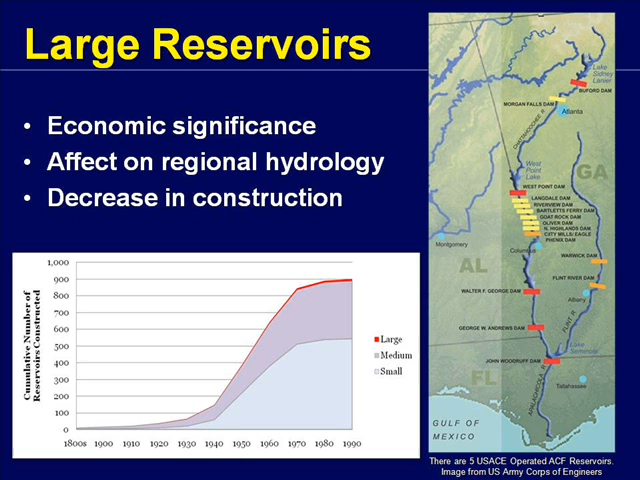 Large Reservoirs
• Economic significance
• Affect on regional hydrology
• Decrease in construction
Cumulative Number of
Reservoirs Constructed
1,000
900
800
700
600
500
400
300
200
100
0
1800s 1900 1910 1920 1930 1940 1950 1960 1970 1980 1990
Large
Medium
Small
Lake
Sidney
Lanier
BUFORD DAM
MORGAN FALLS DAM
Atlanta
CHATTAHOOCHEE R
GA
West
Point
Lake
WEST POINT DAM
LANGDALE DAM
RIVERVIEW DAM
BARTLETTS FERRY DAM
GOAT ROCK DAM
OLIVER DAM
N. HIGHLANDS DAM
CITY MILLS/ EAGLE
PHENIX DAM
Columbus
Montgomery
WARWICK DAM
AL
FLINT RIVER DAM
WALTER F. GEORGE DAM
Albany
FLINT R
GEORGE W. ANDREWS DAM
Lake
Seminole
JOHN WOODRUFF DAM
FL
APALACHICOLA R
Tallahassee
GULF OF
MEXICO
There are 5 USACE Operated ACF Reservoirs.
Image from US Army Corps of Engineers